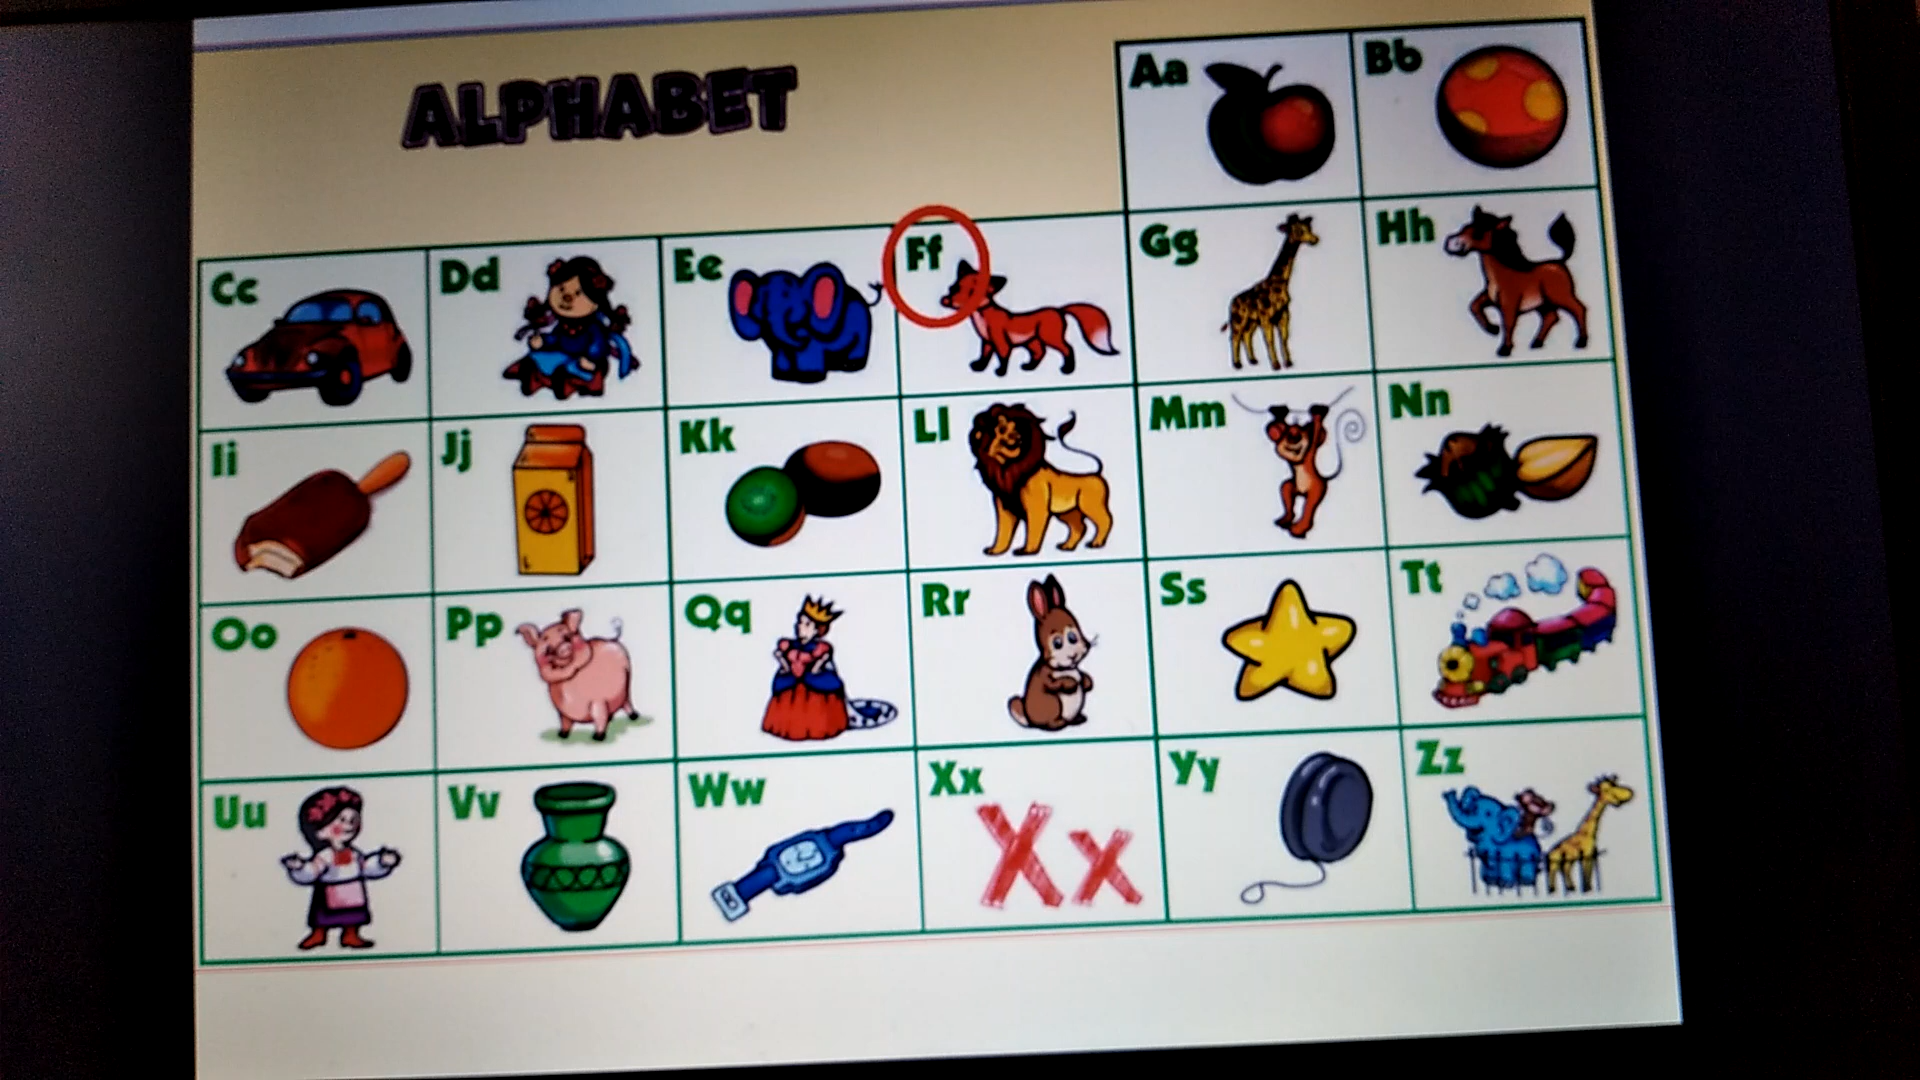 ALPHABET
Aa Bb
Cc Dd Ee Ff Gg Hh
Ii Jj Kk Ll Mm Nn
Oo Pp Qq Rr Ss Tt
Uu Vv Ww Xx Yy Zz
Xx